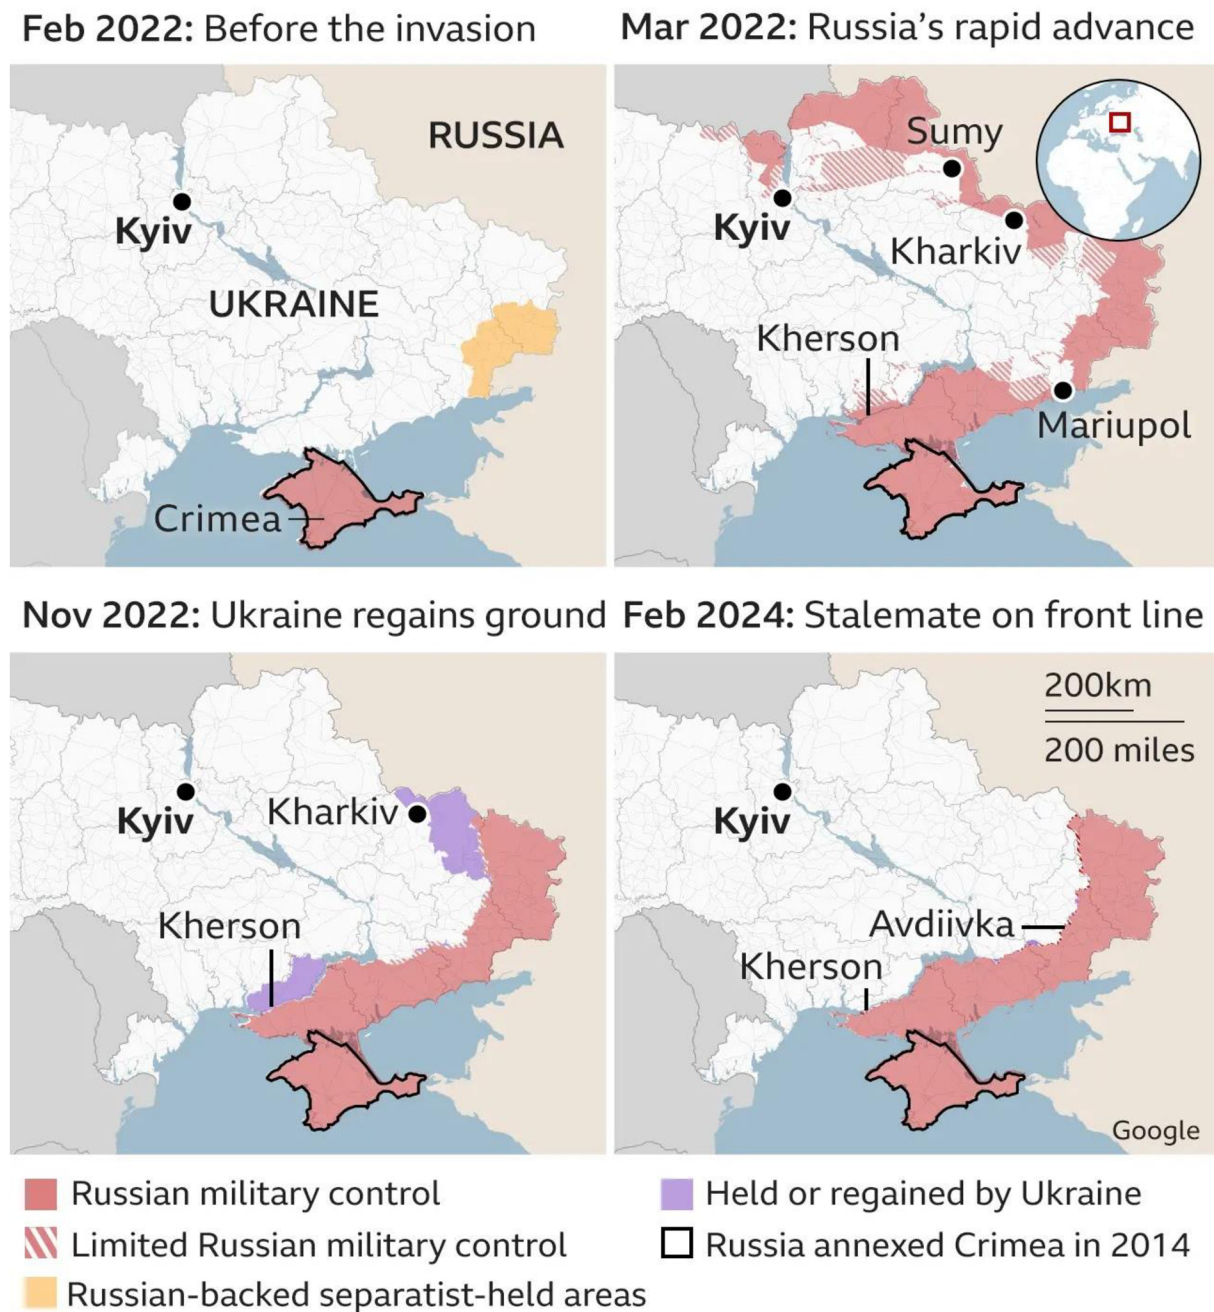 Feb 2022: Before the invasion
RUSSIA
Kyiv
UKRAINE
Crimea
Mar 2022: Russia’s rapid advance
Sumy
Kyiv
Kharkiv
Kherson
Mariupol
Nov 2022: Ukraine regains ground
Kharkiv
Kyiv
Kherson
Feb 2024: Stalemate on front line
200km
200 miles
Kyiv
Avdiivka
Kherson
Google
Russian military control
Limited Russian military control
Russian-backed separatist-held areas
Held or regained by Ukraine
Russia annexed Crimea in 2014